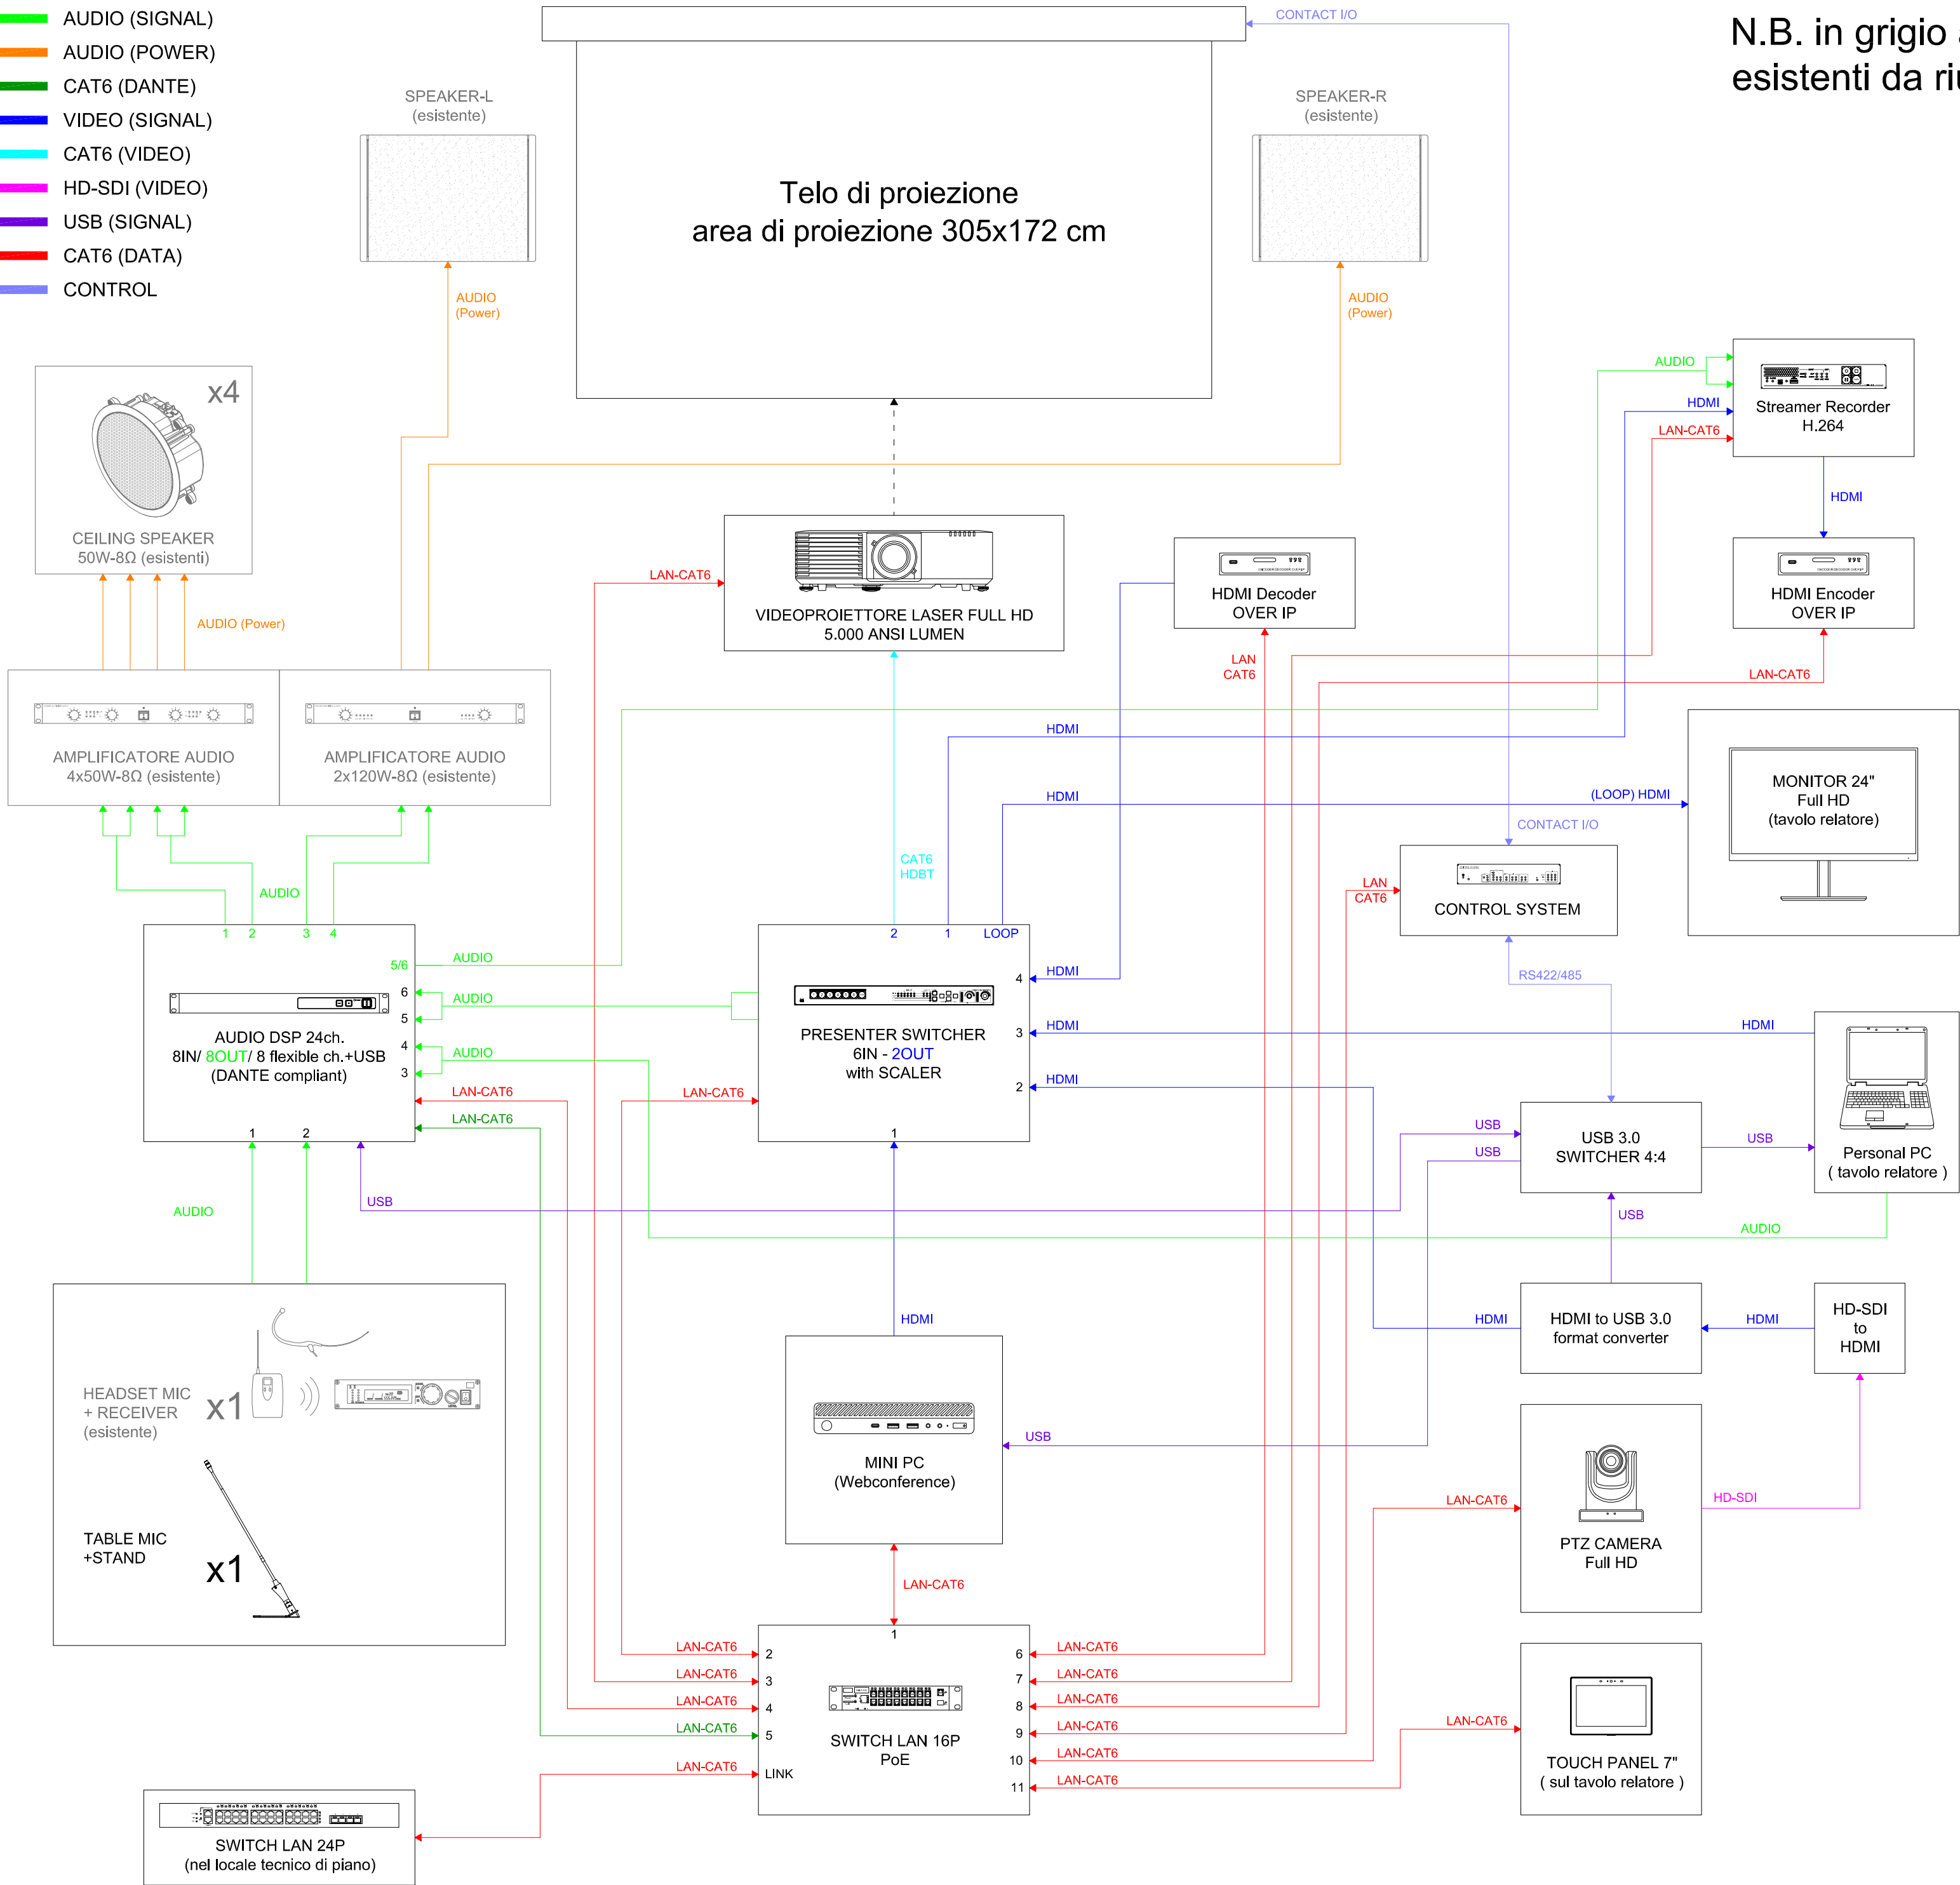 AUDIO (SIGNAL)
AUDIO (POWER)
CAT6 (DANTE)
VIDEO (SIGNAL)
CAT6 (VIDEO)
HD-SDI (VIDEO)
USB (SIGNAL)
CAT6 (DATA)
CONTROL
N.B. in grigio
esistenti da
CONTACT I/O
SPEAKER-L
(esistente)
SPEAKER-R
(esistente)
Telo di proiezione
area di proiezione 305x172 cm
AUDIO
(Power)
AUDIO
(Power)
x4
CEILING SPEAKER
50W-8Ω (esistenti)
AUDIO (Power)
AUDIO
HDMI
LAN-CAT6
Streamer Recorder
H.264
HDMI
LAN-CAT6
VIDEOPROIETTORE LASER FULL HD
5.000 ANSI LUMEN
HDMI Decoder
OVER IP
HDMI Encoder
OVER IP
LAN
CAT6
LAN-CAT6
AMPLIFICATORE AUDIO
4x50W-8Ω (esistente)
AMPLIFICATORE AUDIO
2x120W-8Ω (esistente)
HDMI
HDMI
(LOOP) HDMI
MONITOR 24"
Full HD
(tavolo relatore)
CONTACT I/O
CAT6
HDBT
AUDIO
LAN
CAT6
CONTROL SYSTEM
1 2 3 4
5/6
AUDIO
6
AUDIO
5
4
AUDIO
3
LAN-CAT6
LAN-CAT6
AUDIO DSP 24ch.
8IN/ 8OUT/ 8 flexible ch.+USB
(DANTE compliant)
1 2
2 1 LOOP
4
HDMI
3
HDMI
2
HDMI
PRESENTER SWITCHER
6IN - 2OUT
with SCALER
LAN-CAT6
1
RS422/485
HDMI
USB
USB
USB 3.0
SWITCHER 4:4
USB
Personal PC
( tavolo relatore )
USB
AUDIO
USB
AUDIO
HEADSET MIC
+ RECEIVER
(esistente)
x1
TABLE MIC
+STAND
x1
HDMI
MINI PC
(Webconference)
USB
HDMI
HDMI to USB 3.0
format converter
HDMI
HD-SDI
to
HDMI
LAN-CAT6
PTZ CAMERA
Full HD
HD-SDI
LAN-CAT6
1
LAN-CAT6 2
LAN-CAT6 3
LAN-CAT6 4
LAN-CAT6 5
LAN-CAT6 LINK
SWITCH LAN 16P
PoE
6 LAN-CAT6
7 LAN-CAT6
8 LAN-CAT6
9 LAN-CAT6
10 LAN-CAT6
11 LAN-CAT6
LAN-CAT6
TOUCH PANEL 7"
( sul tavolo relatore )
SWITCH LAN 24P
(nel locale tecnico di piano)